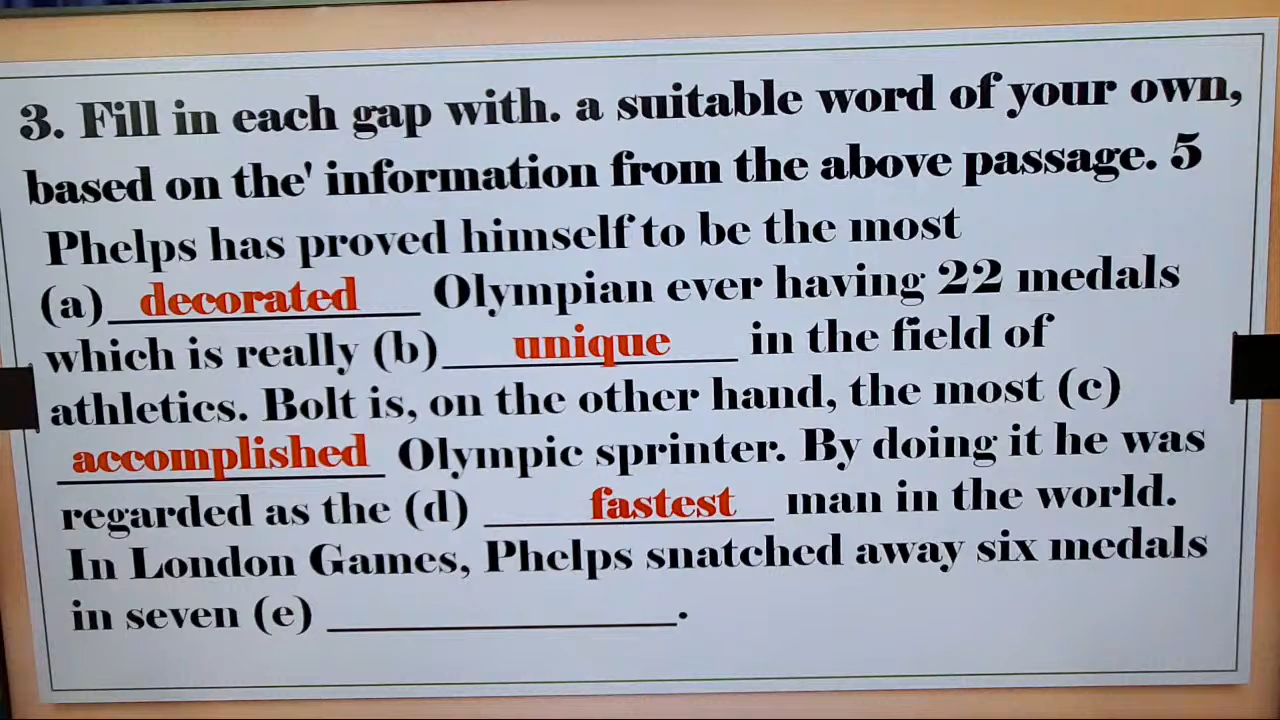 3. Fill in each gap with. a suitable word of your own,
based on the' information from the above passage. 5
Phelps has proved himself to be the most
(a) decorated Olympian ever having 22 medals
which is really (b) unique in the field of
athletics. Bolt is, on the other hand, the most (c)
accomplished Olympic sprinter. By doing it he was
regarded as the (d) fastest man in the world.
In London Games, Phelps snatched away six medals
in seven (e) .